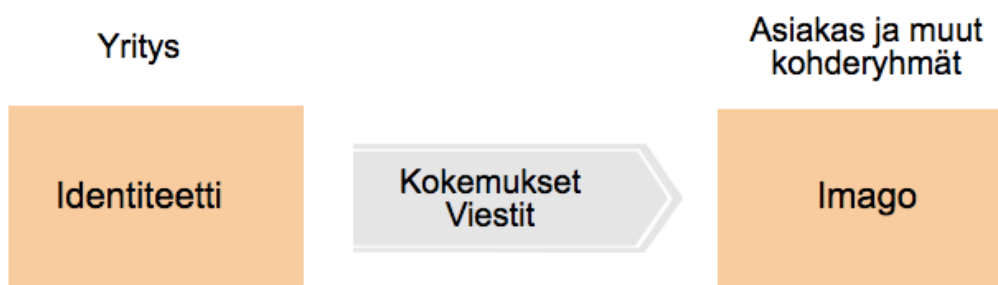 Yritys
Asiakas ja muut
kohderyhmät
Identiteetti
Kokemukset
Viestit
Imago